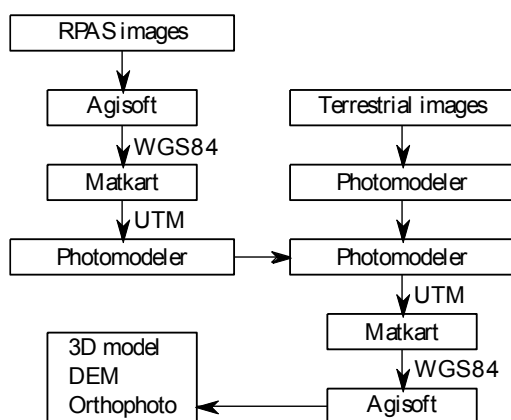 RPAS images
Agisoft
WGS84
Matkart
UTM
Photomodeler
Terrestrial images
Photomodeler
Photomodeler
UTM
Matkart
WGS84
Agisoft
3D model
DEM
Orthophoto